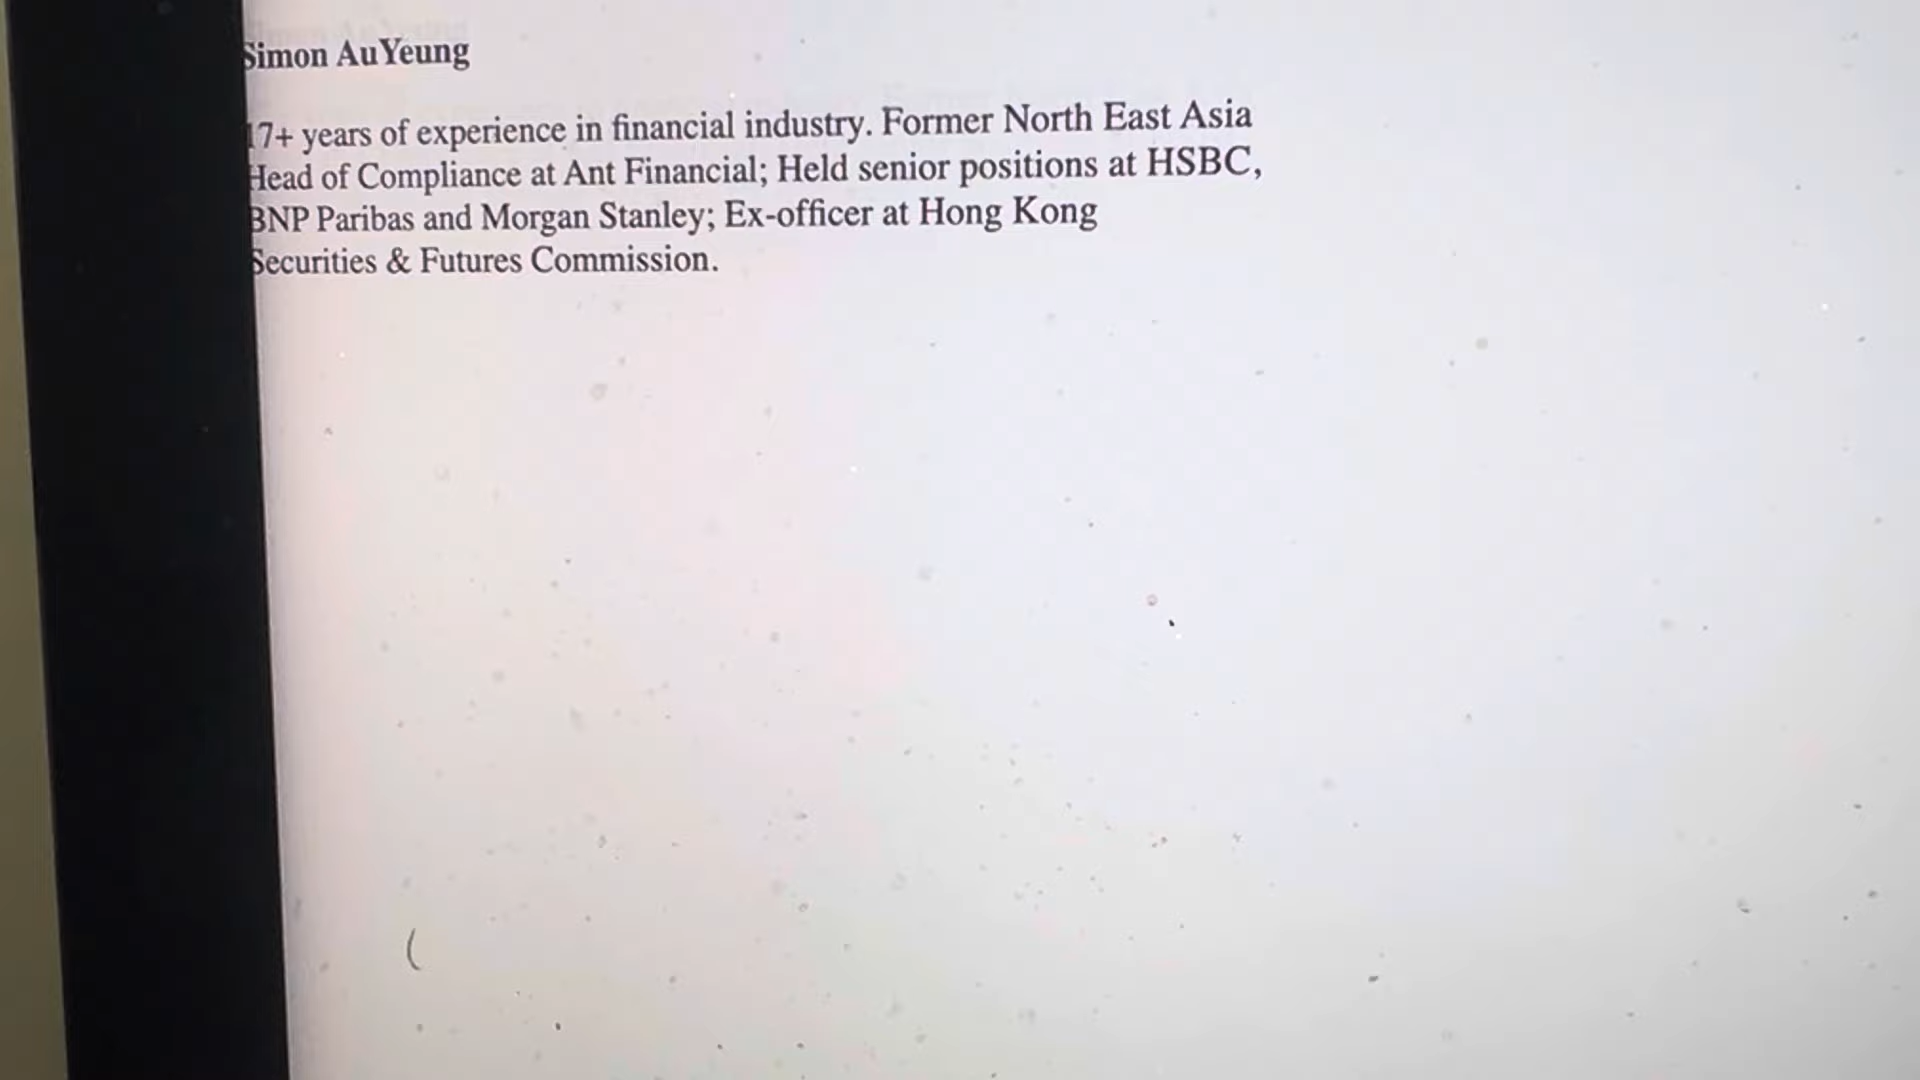 Simon AuYeung
17+ years of experience in financial industry. Former North East Asia
Head of Compliance at Ant Financial; Held senior positions at HSBC,
BNP Paribas and Morgan Stanley; Ex-officer at Hong Kong
Securities & Futures Commission.